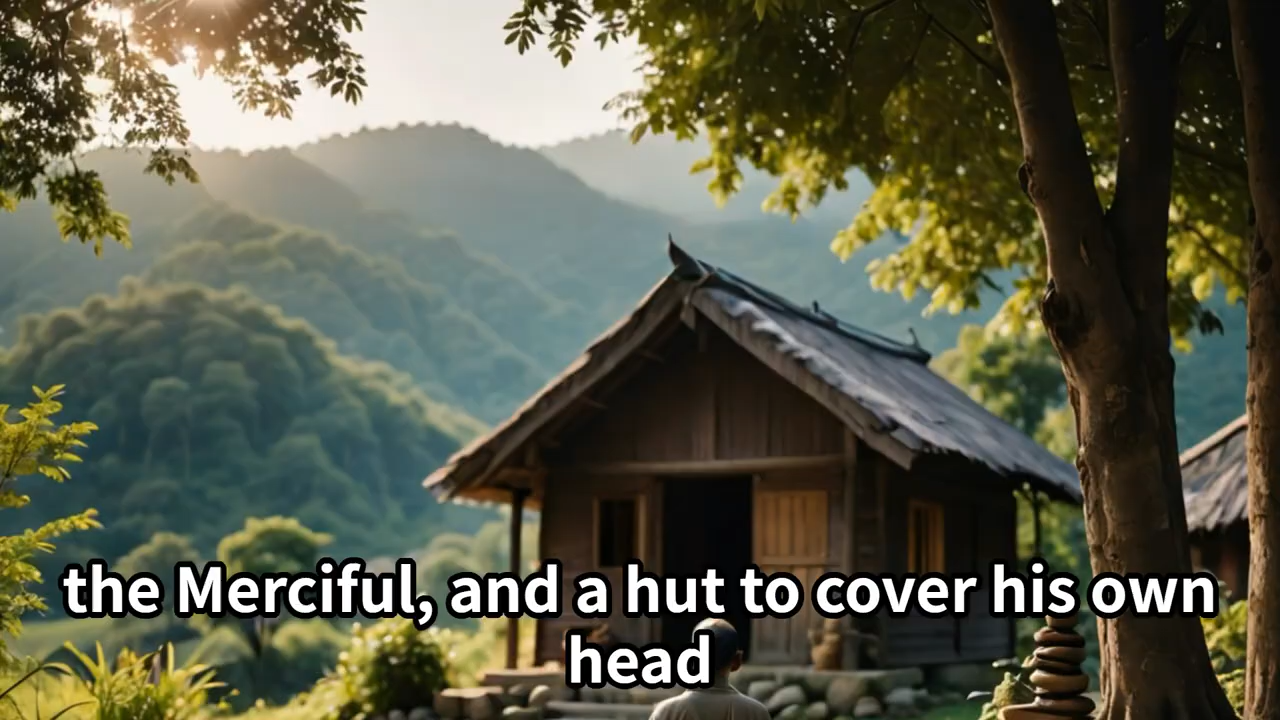 the Merciful, and a hut to cover his own
head